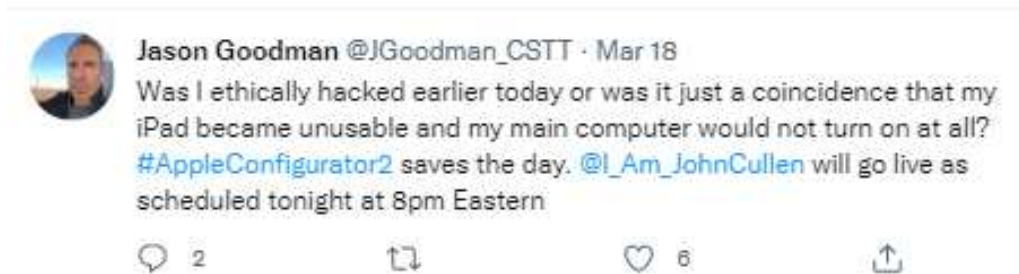 Jason Goodman @JGoodman_CSTT · Mar 18
Was I ethically hacked earlier today or was it just a coincidence that my
iPad became unusable and my main computer would not turn on at all?
#AppleConfigurator2 saves the day. @I_Am_JohnCullen will go live as
scheduled tonight at 8pm Eastern
2 6